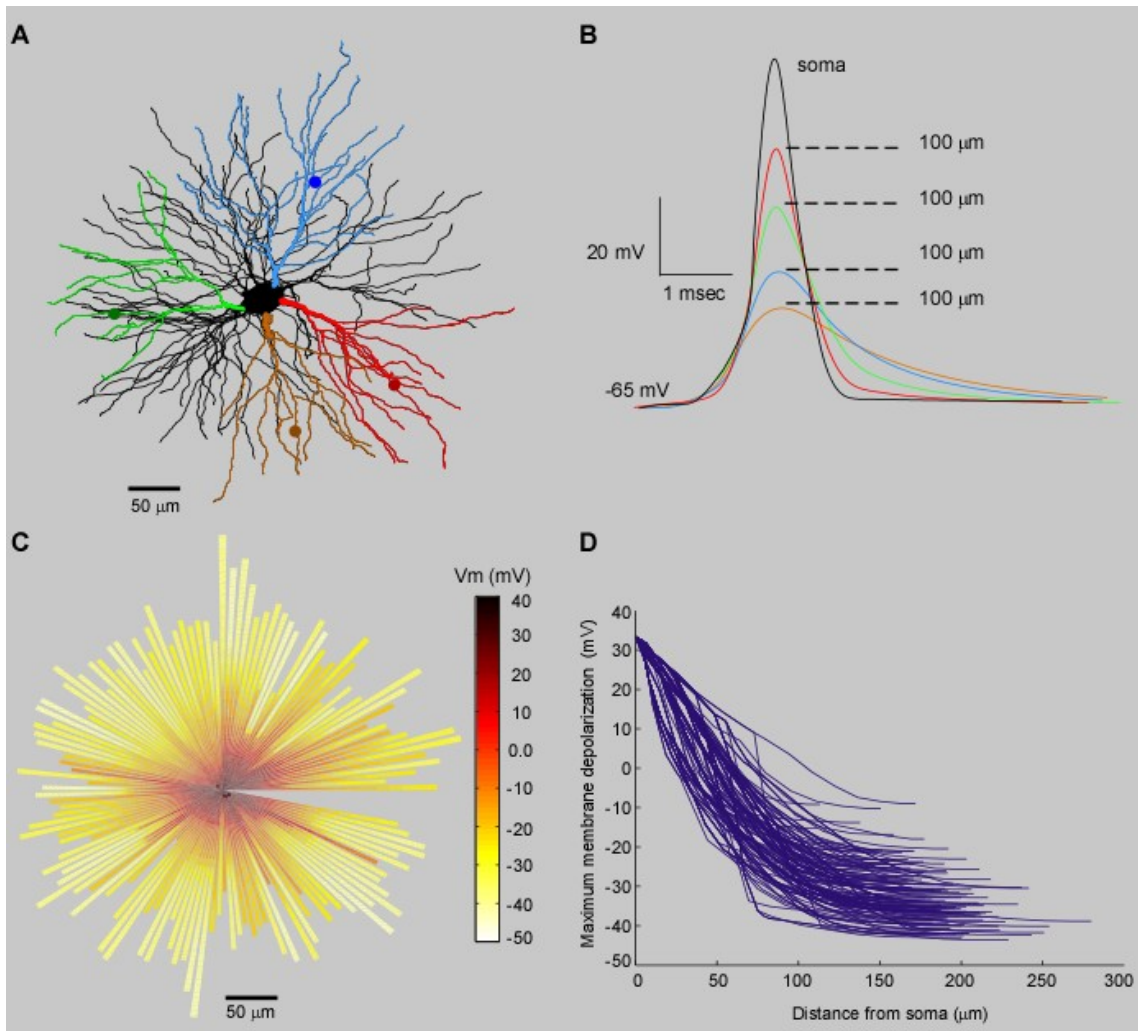 A
50 μm
B
soma
100 μm
100 μm
100 μm
100 μm
20 mV
1 msec
-65 mV
C
Vm (mV)
40
30
20
10
0.0
-10
-20
-30
-40
-50
50 μm
D
Maximum membrane depolarization (mV)
40
30
20
10
0
-10
-20
-30
-40
-50
0
50
100
150
200
250
300
Distance from soma (μm)